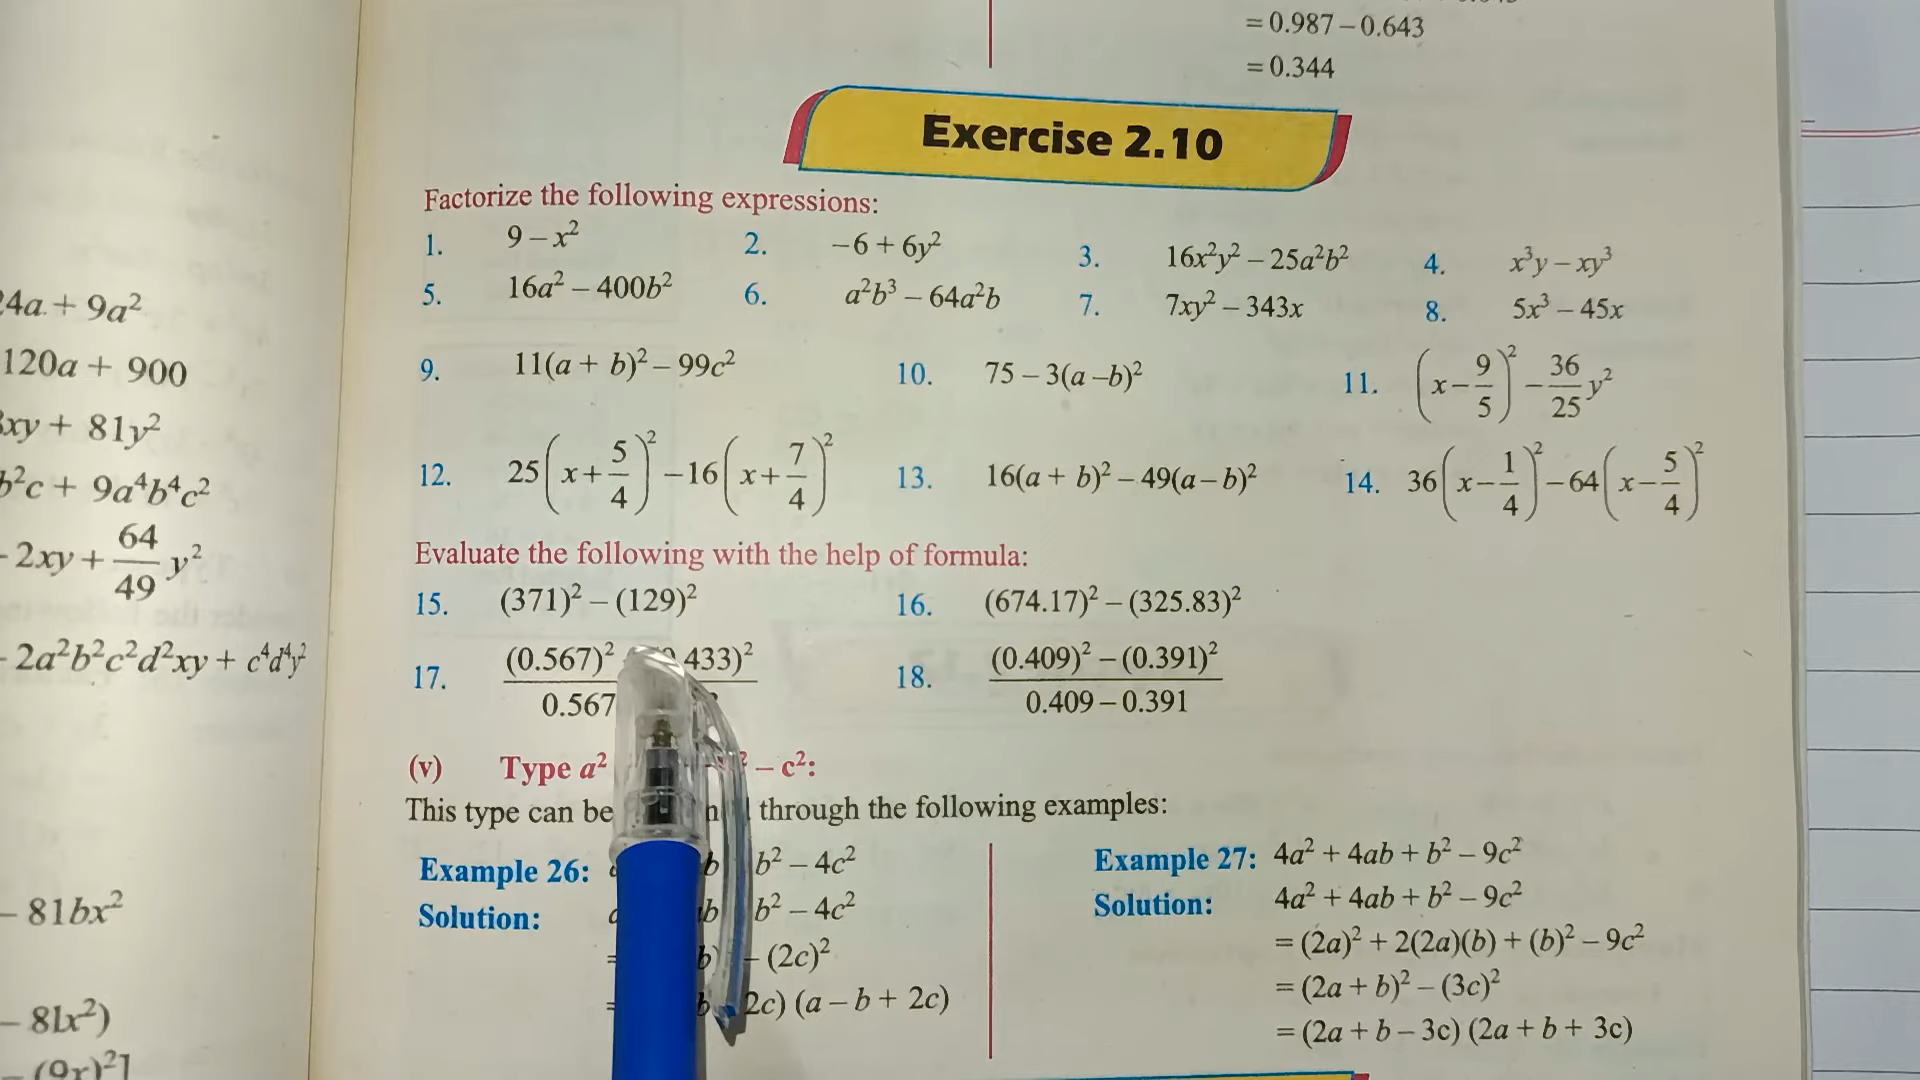 = 0.987 – 0.643
= 0.344
Exercise 2.10
Factorize the following expressions:
1. 9 – x² 2. –6 + 6y² 3. 16x²y² – 25a²b² 4. x³y – xy³
5. 16a² – 400b² 6. a²b³ – 64a²b 7. 7xy² – 343x 8. 5x³ – 45x
9. 11(a + b)² – 99c² 10. 75 – 3(a –b)² 11. (x – 9/5)² – 36/25 y²
12. 25(x + 5/4)² – 16(x + 7/4)² 13. 16(a + b)² – 49(a – b)² 14. 36(x – 1/4)² – 64(x – 5/4)²
Evaluate the following with the help of formula:
15. (371)² – (129)² 16. (674.17)² – (325.83)²
17. (0.567)² 433)² 18. (0.409)² – (0.391)²
0.567 0.409 – 0.391
(v) Type a² – c²:
This type can be through the following examples:
Example 26: b b² – 4c²
Solution: b b² – 4c²
= b) – (2c)²
= b 2c) (a – b + 2c)
Example 27: 4a² + 4ab + b² – 9c²
Solution: 4a² + 4ab + b² – 9c²
= (2a)² + 2(2a)(b) + (b)² – 9c²
= (2a + b)² – (3c)²
= (2a + b – 3c) (2a + b + 3c)
4a + 9a²
120a + 900
xy + 81y²
b²c + 9a⁴b⁴c²
– 2xy + 64/49 y²
– 2a²b²c²d²xy + c⁴d⁴y²
– 81bx²
– 81x²)
– (9x)²]